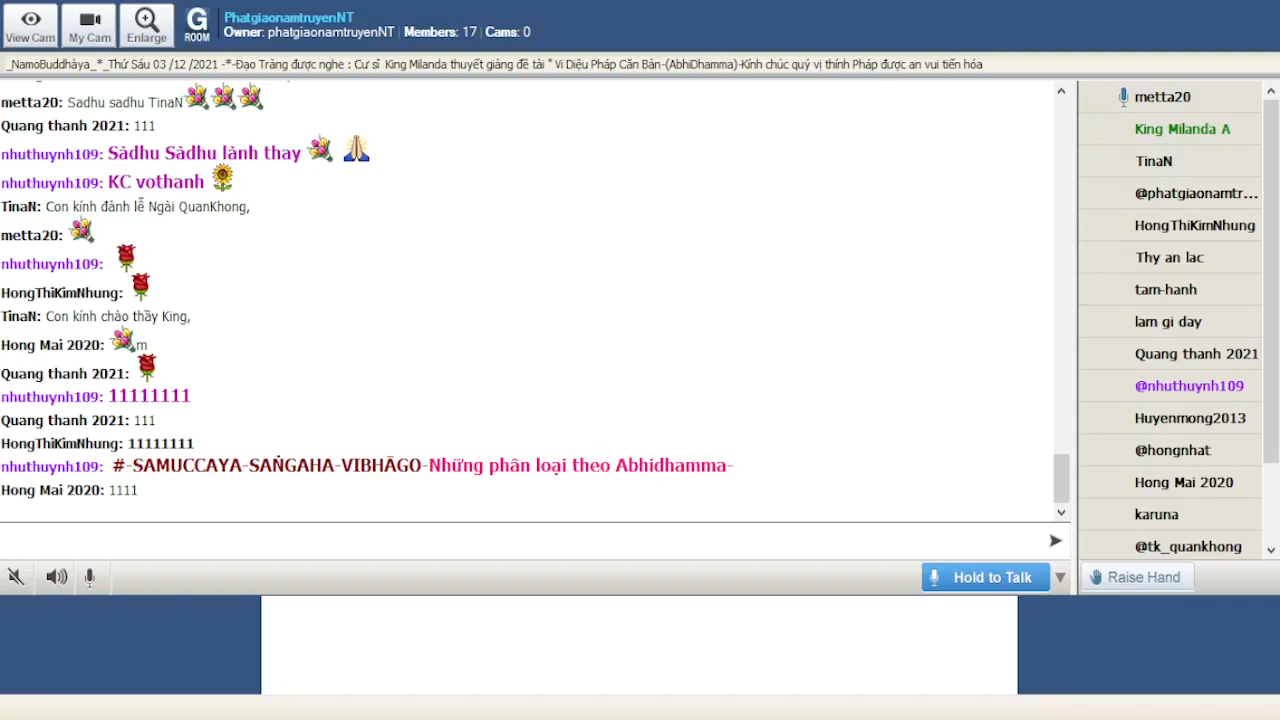 View Cam
My Cam
Enlarge
G
ROOM
PhatgiaonamtruyenNT
Owner: phatgiaonamtruyenNT | Members: 17 | Cams: 0
_NamoBuddhàya_*_Thứ Sáu 03 /12 /2021 -*-Đạo Tràng được nghe : Cư sĩ King Milanda thuyết giảng đề tài " Vi Diệu Pháp Căn Bản-(AbhiDhamma)-Kính chúc quý vị thính Pháp được an vui tiến hóa
metta20: Sadhu sadhu TinaN
Quang thanh 2021: 111
nhuthuynh109: Sàdhu Sàdhu lành thay
nhuthuynh109: KC vothanh
TinaN: Con kính đảnh lễ Ngài QuanKhong,
metta20:
nhuthuynh109:
HongThiKimNhung:
TinaN: Con kính chào thầy King,
Hong Mai 2020: m
Quang thanh 2021:
nhuthuynh109: 11111111
Quang thanh 2021: 111
HongThiKimNhung: 11111111
nhuthuynh109: #-SAMUCCAYA-SAṄGAHA-VIBHĀGO-Những phân loại theo Abhidhamma-
Hong Mai 2020: 1111
Hold to Talk
metta20
King Milanda A
TinaN
@phatgiaonamtr...
HongThiKimNhung
Thy an lac
tam-hanh
lam gi day
Quang thanh 2021
@nhuthuynh109
Huyenmong2013
@hongnhat
Hong Mai 2020
karuna
@tk_quankhong
Raise Hand